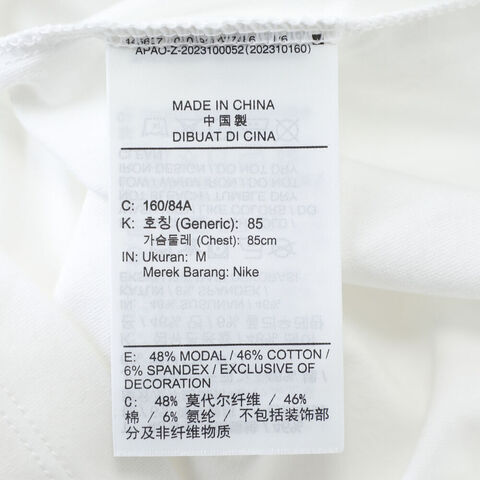 APAO-Z-2023100052 (202310160)
MADE IN CHINA
中国製
DIBUAT DI CINA
C: 160/84A
K: 호칭 (Generic): 85
가슴둘레 (Chest): 85cm
IN: Ukuran: M
Merek Barang: Nike
E: 48% MODAL / 46% COTTON /
6% SPANDEX / EXCLUSIVE OF
DECORATION
C: 48% 莫代尔纤维 / 46%
棉 / 6% 氨纶 / 不包括装饰部
分及非纤维物质